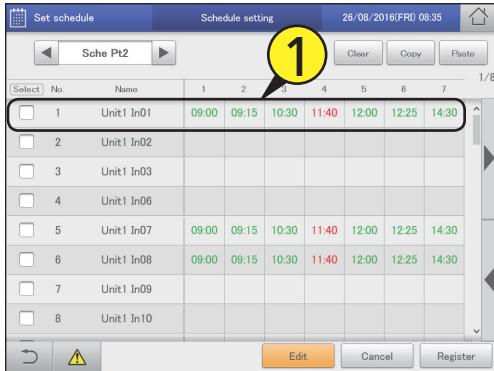 Set schedule Schedule setting 26/08/2016(FRI) 08:35
Sche Pt2 1 Clear Copy Paste
1/8
Select No. Name 1 2 3 4 5 6 7
1 Unit1 In01 09:00 09:15 10:30 11:40 12:00 12:25 14:30
2 Unit1 In02
3 Unit1 In03
4 Unit1 In06
5 Unit1 In07 09:00 09:15 10:30 11:40 12:00 12:25 14:30
6 Unit1 In08 09:00 09:15 10:30 11:40 12:00 12:25 14:30
7 Unit1 In09
8 Unit1 In10
Edit Cancel Register